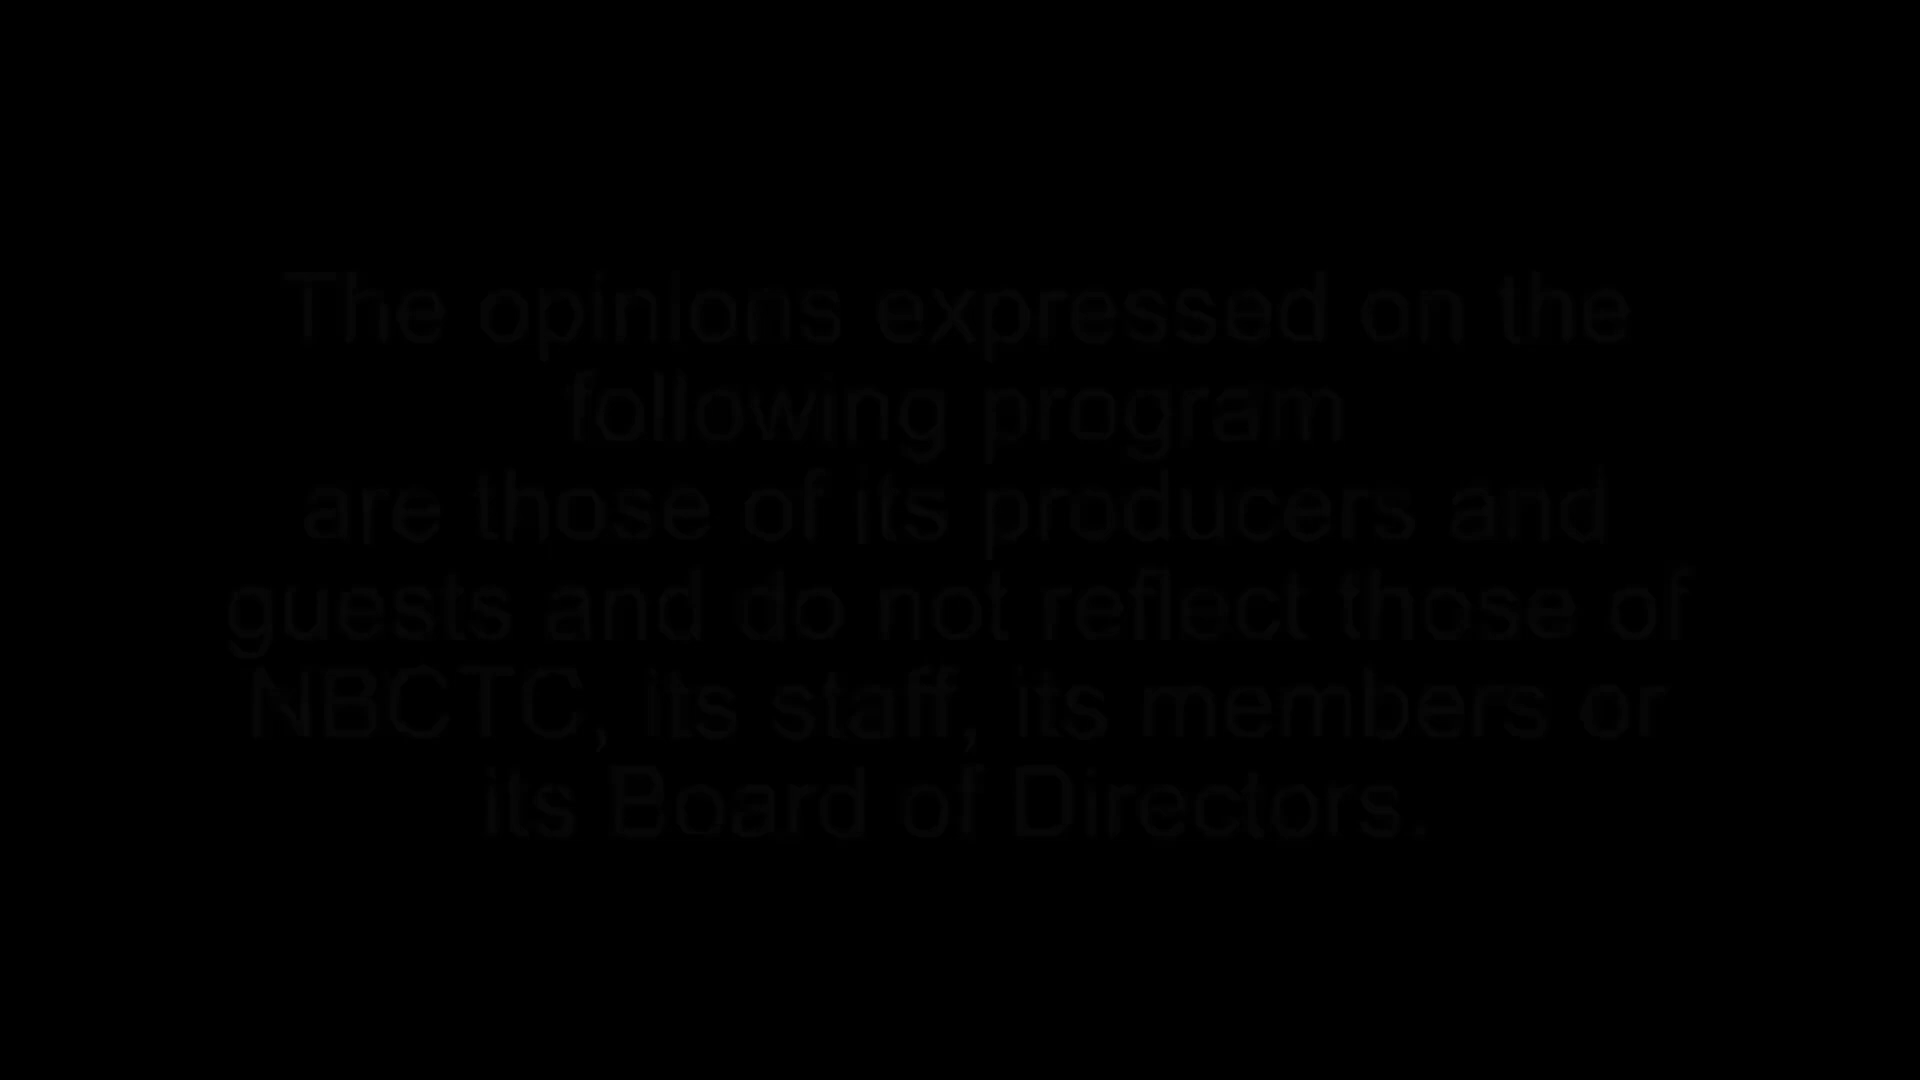 The opinions expressed on the
following program
are those of its producers and
guests and do not reflect those of
NBCTC, its staff, its members or
its Board of Directors.